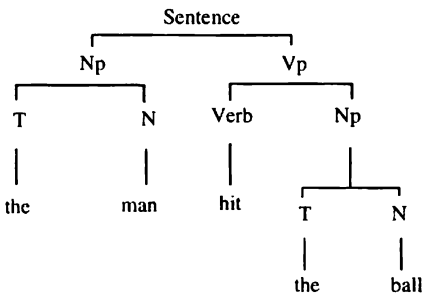 Sentence
Np Vp
T N Verb Np
the man hit
T N
the ball